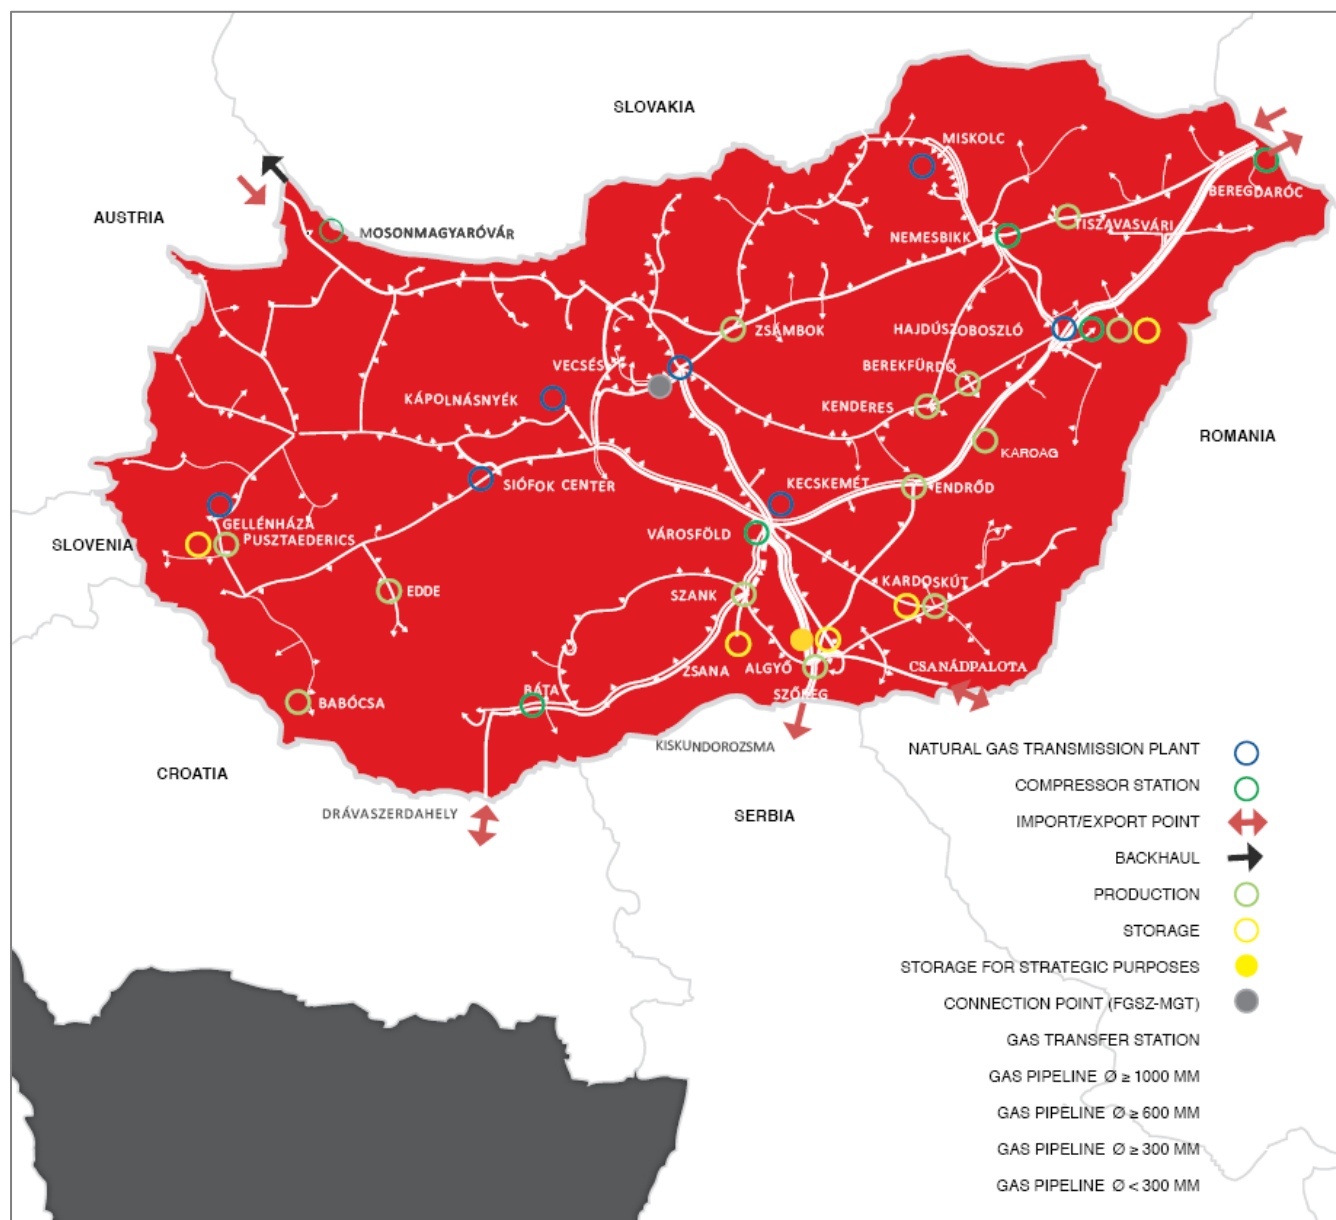 SLOVAKIA
MISKOLC
BEREGDARÓC
AUSTRIA
MOSONMAGYARÓVÁR
NEMESBIKK
TISZAVASVÁRI
ZSÁMBOK
HAJDÚSZOBOSZLÓ
VECSÉS
BEREKFÜRDŐ
KÁPOLNÁSNYÉK
KENDERES
ROMANIA
KARDAG
SIÓFOK CENTER
KECSKEMÉT
ENDRŐD
GELLÉNHÁZA
VÁROSFÖLD
PUSZTAEDERICS
SLOVENIA
KARDOSKÚT
EDDE
SZANK
ZSANA
ALGYŐ
CSANÁDPALOTA
BÁTA
SZŐREG
BABÓCSA
KISKUNDOROZSMA
CROATIA
DRÁVASZERDAHELY
SERBIA
NATURAL GAS TRANSMISSION PLANT
COMPRESSOR STATION
IMPORT/EXPORT POINT
BACKHAUL
PRODUCTION
STORAGE
STORAGE FOR STRATEGIC PURPOSES
CONNECTION POINT (FGSZ-MGT)
GAS TRANSFER STATION
GAS PIPELINE Ø ≥ 1000 MM
GAS PIPELINE Ø ≥ 600 MM
GAS PIPELINE Ø ≥ 300 MM
GAS PIPELINE Ø < 300 MM